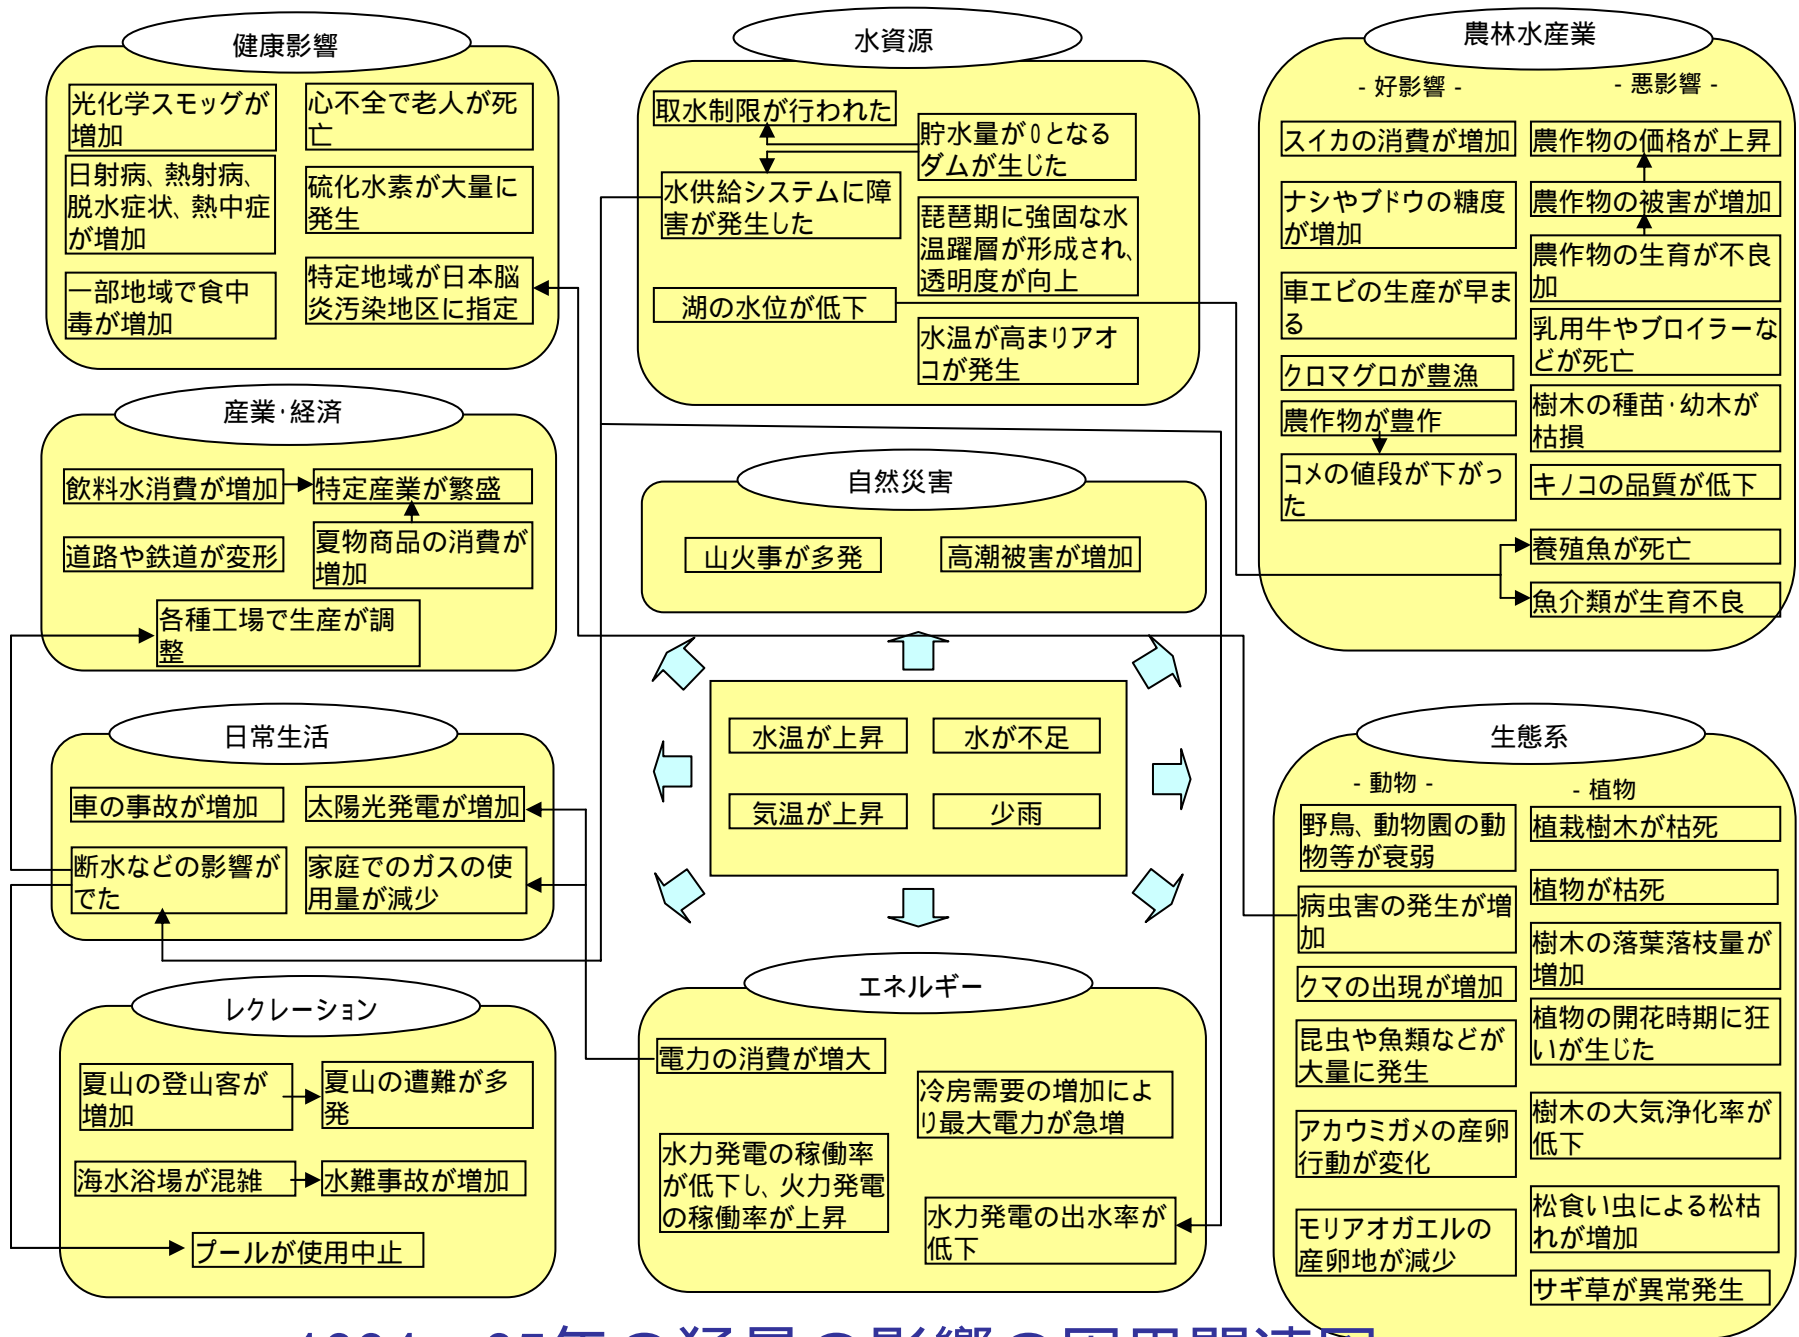 健康影響
光化学スモッグが
増加
日射病、熱射病、
脱水症状、熱中症
が増加
一部地域で食中
毒が増加
心不全で老人が死
亡
硫化水素が大量に
発生
特定地域が日本脳
炎汚染地区に指定
水資源
取水制限が行われた
貯水量が0となる
ダムが生じた
水供給システムに障
害が発生した
琵琶期に強固な水
温躍層が形成され、
透明度が向上
湖の水位が低下
水温が高まりアオ
コが発生
農林水産業
- 好影響 -
スイカの消費が増加
ナシやブドウの糖度
が増加
車エビの生産が早ま
る
クロマグロが豊漁
農作物が豊作
コメの値段が下がっ
た
- 悪影響 -
農作物の価格が上昇
農作物の被害が増加
農作物の生育が不良
加
乳用牛やブロイラーな
どが死亡
樹木の種苗・幼木が
枯損
キノコの品質が低下
養殖魚が死亡
魚介類が生育不良
産業・経済
飲料水消費が増加
特定産業が繁盛
道路や鉄道が変形
夏物商品の消費が
増加
各種工場で生産が調
整
自然災害
山火事が多発
高潮被害が増加
水温が上昇
水が不足
気温が上昇
少雨
日常生活
車の事故が増加
太陽光発電が増加
断水などの影響が
でた
家庭でのガスの使
用量が減少
レクレーション
夏山の登山客が
増加
夏山の遭難が多
発
海水浴場が混雑
水難事故が増加
プールが使用中止
エネルギー
電力の消費が増大
冷房需要の増加によ
り最大電力が急増
水力発電の稼働率
が低下し、火力発電
の稼働率が上昇
水力発電の出水率が
低下
生態系
- 動物 -
野鳥、動物園の動
物等が衰弱
病虫害の発生が増
加
クマの出現が増加
昆虫や魚類などが
大量に発生
アカウミガメの産卵
行動が変化
モリアオガエルの
産卵地が減少
- 植物
植栽樹木が枯死
植物が枯死
樹木の落葉落枝量が
増加
植物の開花時期に狂
いが生じた
樹木の大気浄化率が
低下
松食い虫による松枯
れが増加
サギ草が異常発生